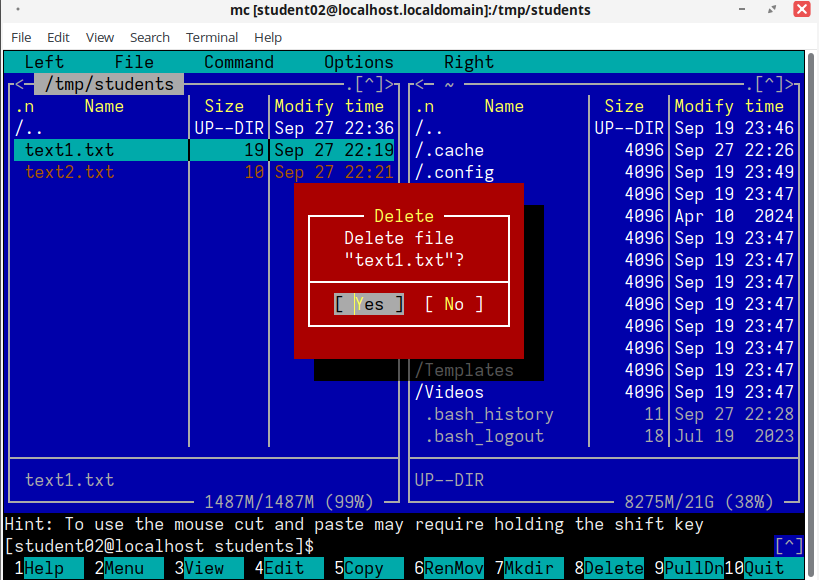 mc [student02@localhost.localdomain]:/tmp/students
File Edit View Search Terminal Help
Left File Command Options Right
<─ /tmp/students ─.[^]>
.n Name Size Modify time
/.. UP--DIR Sep 27 22:36
text1.txt 19 Sep 27 22:19
text2.txt 10 Sep 27 22:21
text1.txt
1487M/1487M (99%)
<─ ~ ─.[^]>
.n Name Size Modify time
/.. UP--DIR Sep 19 23:46
/.cache 4096 Sep 27 22:26
/.config 4096 Sep 19 23:49
4096 Sep 19 23:47
4096 Apr 10 2024
4096 Sep 19 23:47
4096 Sep 19 23:47
4096 Sep 19 23:47
4096 Sep 19 23:47
4096 Sep 19 23:47
4096 Sep 19 23:47
/Templates 4096 Sep 19 23:47
/Videos 4096 Sep 19 23:47
.bash_history 11 Sep 27 22:28
.bash_logout 18 Jul 19 2023
UP--DIR
8275M/21G (38%)
Delete
Delete file
"text1.txt"?
[ Yes ] [ No ]
Hint: To use the mouse cut and paste may require holding the shift key
[student02@localhost students]$ [^]
1Help 2Menu 3View 4Edit 5Copy 6RenMov 7Mkdir 8Delete 9PullDn 10Quit